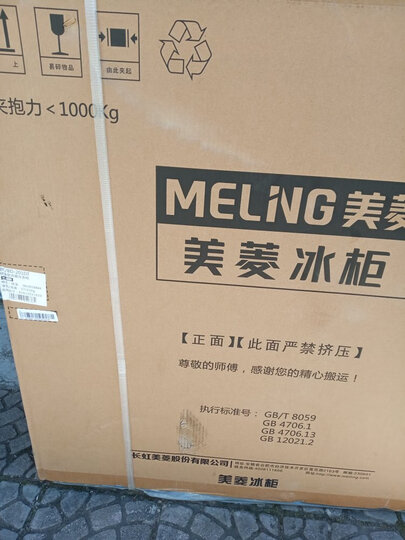 上
易碎物品
由此夹起
夹抱力＜1000Kg
MELING美菱
美菱冰柜
【正面】【此面严禁挤压】
尊敬的师傅，感谢您的精心搬运！
执行标准号：GB/T 8059
GB 4706.1
GB 4706.13
GB 12021.2
长虹美菱股份有限公司
美菱冰柜